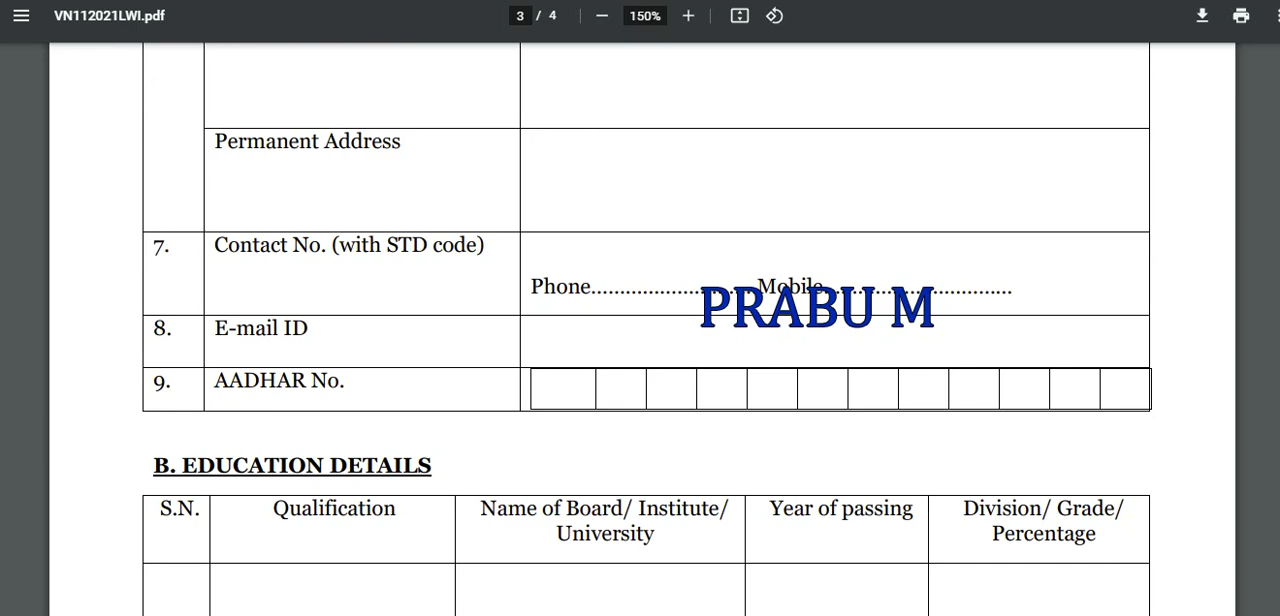 VN112021LWI.pdf 3 / 4 150%
Permanent Address
7. Contact No. (with STD code)
Phone........................... Mobile................................
PRABU M
8. E-mail ID
9. AADHAR No.
B. EDUCATION DETAILS
S.N. Qualification Name of Board/ Institute/ University Year of passing Division/ Grade/ Percentage